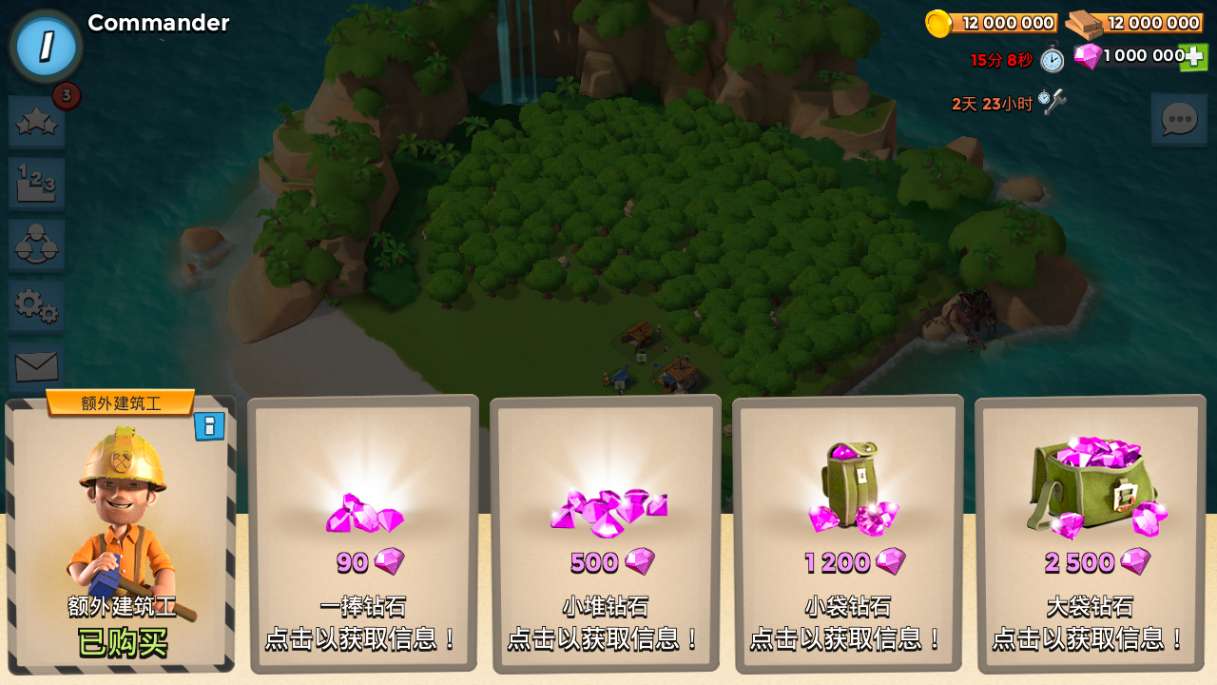 1
Commander
12 000 000
12 000 000
15分 8秒
1 000 000
2天 23小时
3
123
额外建筑工
额外建筑工
已购买
90
一捧钻石
点击以获取信息！
500
小堆钻石
点击以获取信息！
1 200
小袋钻石
点击以获取信息！
2 500
大袋钻石
点击以获取信息！